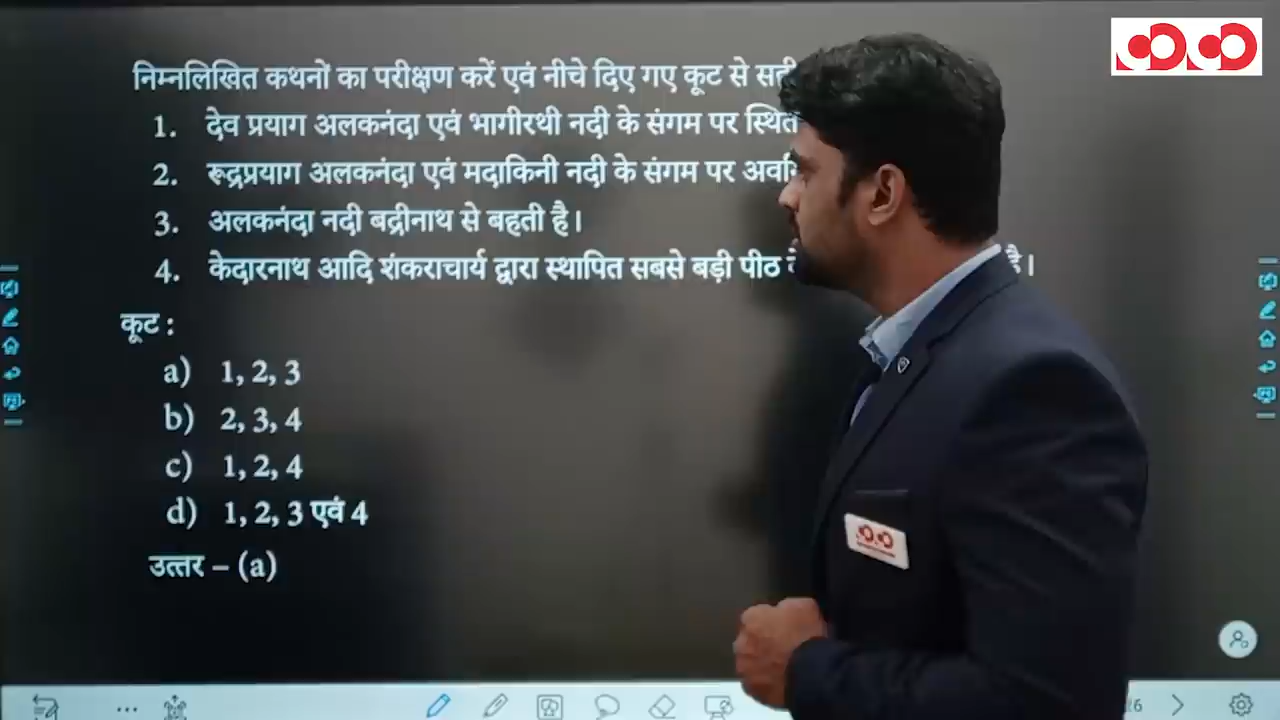 निम्नलिखित कथनों का परीक्षण करें एवं नीचे दिए गए कूट से
1. देव प्रयाग अलकनंदा एवं भागीरथी नदी के संगम पर स्थित
2. रूद्रप्रयाग अलकनंदा एवं मदाकिनी नदी के संगम पर
3. अलकनंदा नदी बद्रीनाथ से बहती है।
4. केदारनाथ आदि शंकराचार्य द्वारा स्थापित सबसे बड़ी पीठ है।
कूट :
a) 1, 2, 3
b) 2, 3, 4
c) 1, 2, 4
d) 1, 2, 3 एवं 4
उत्तर – (a)